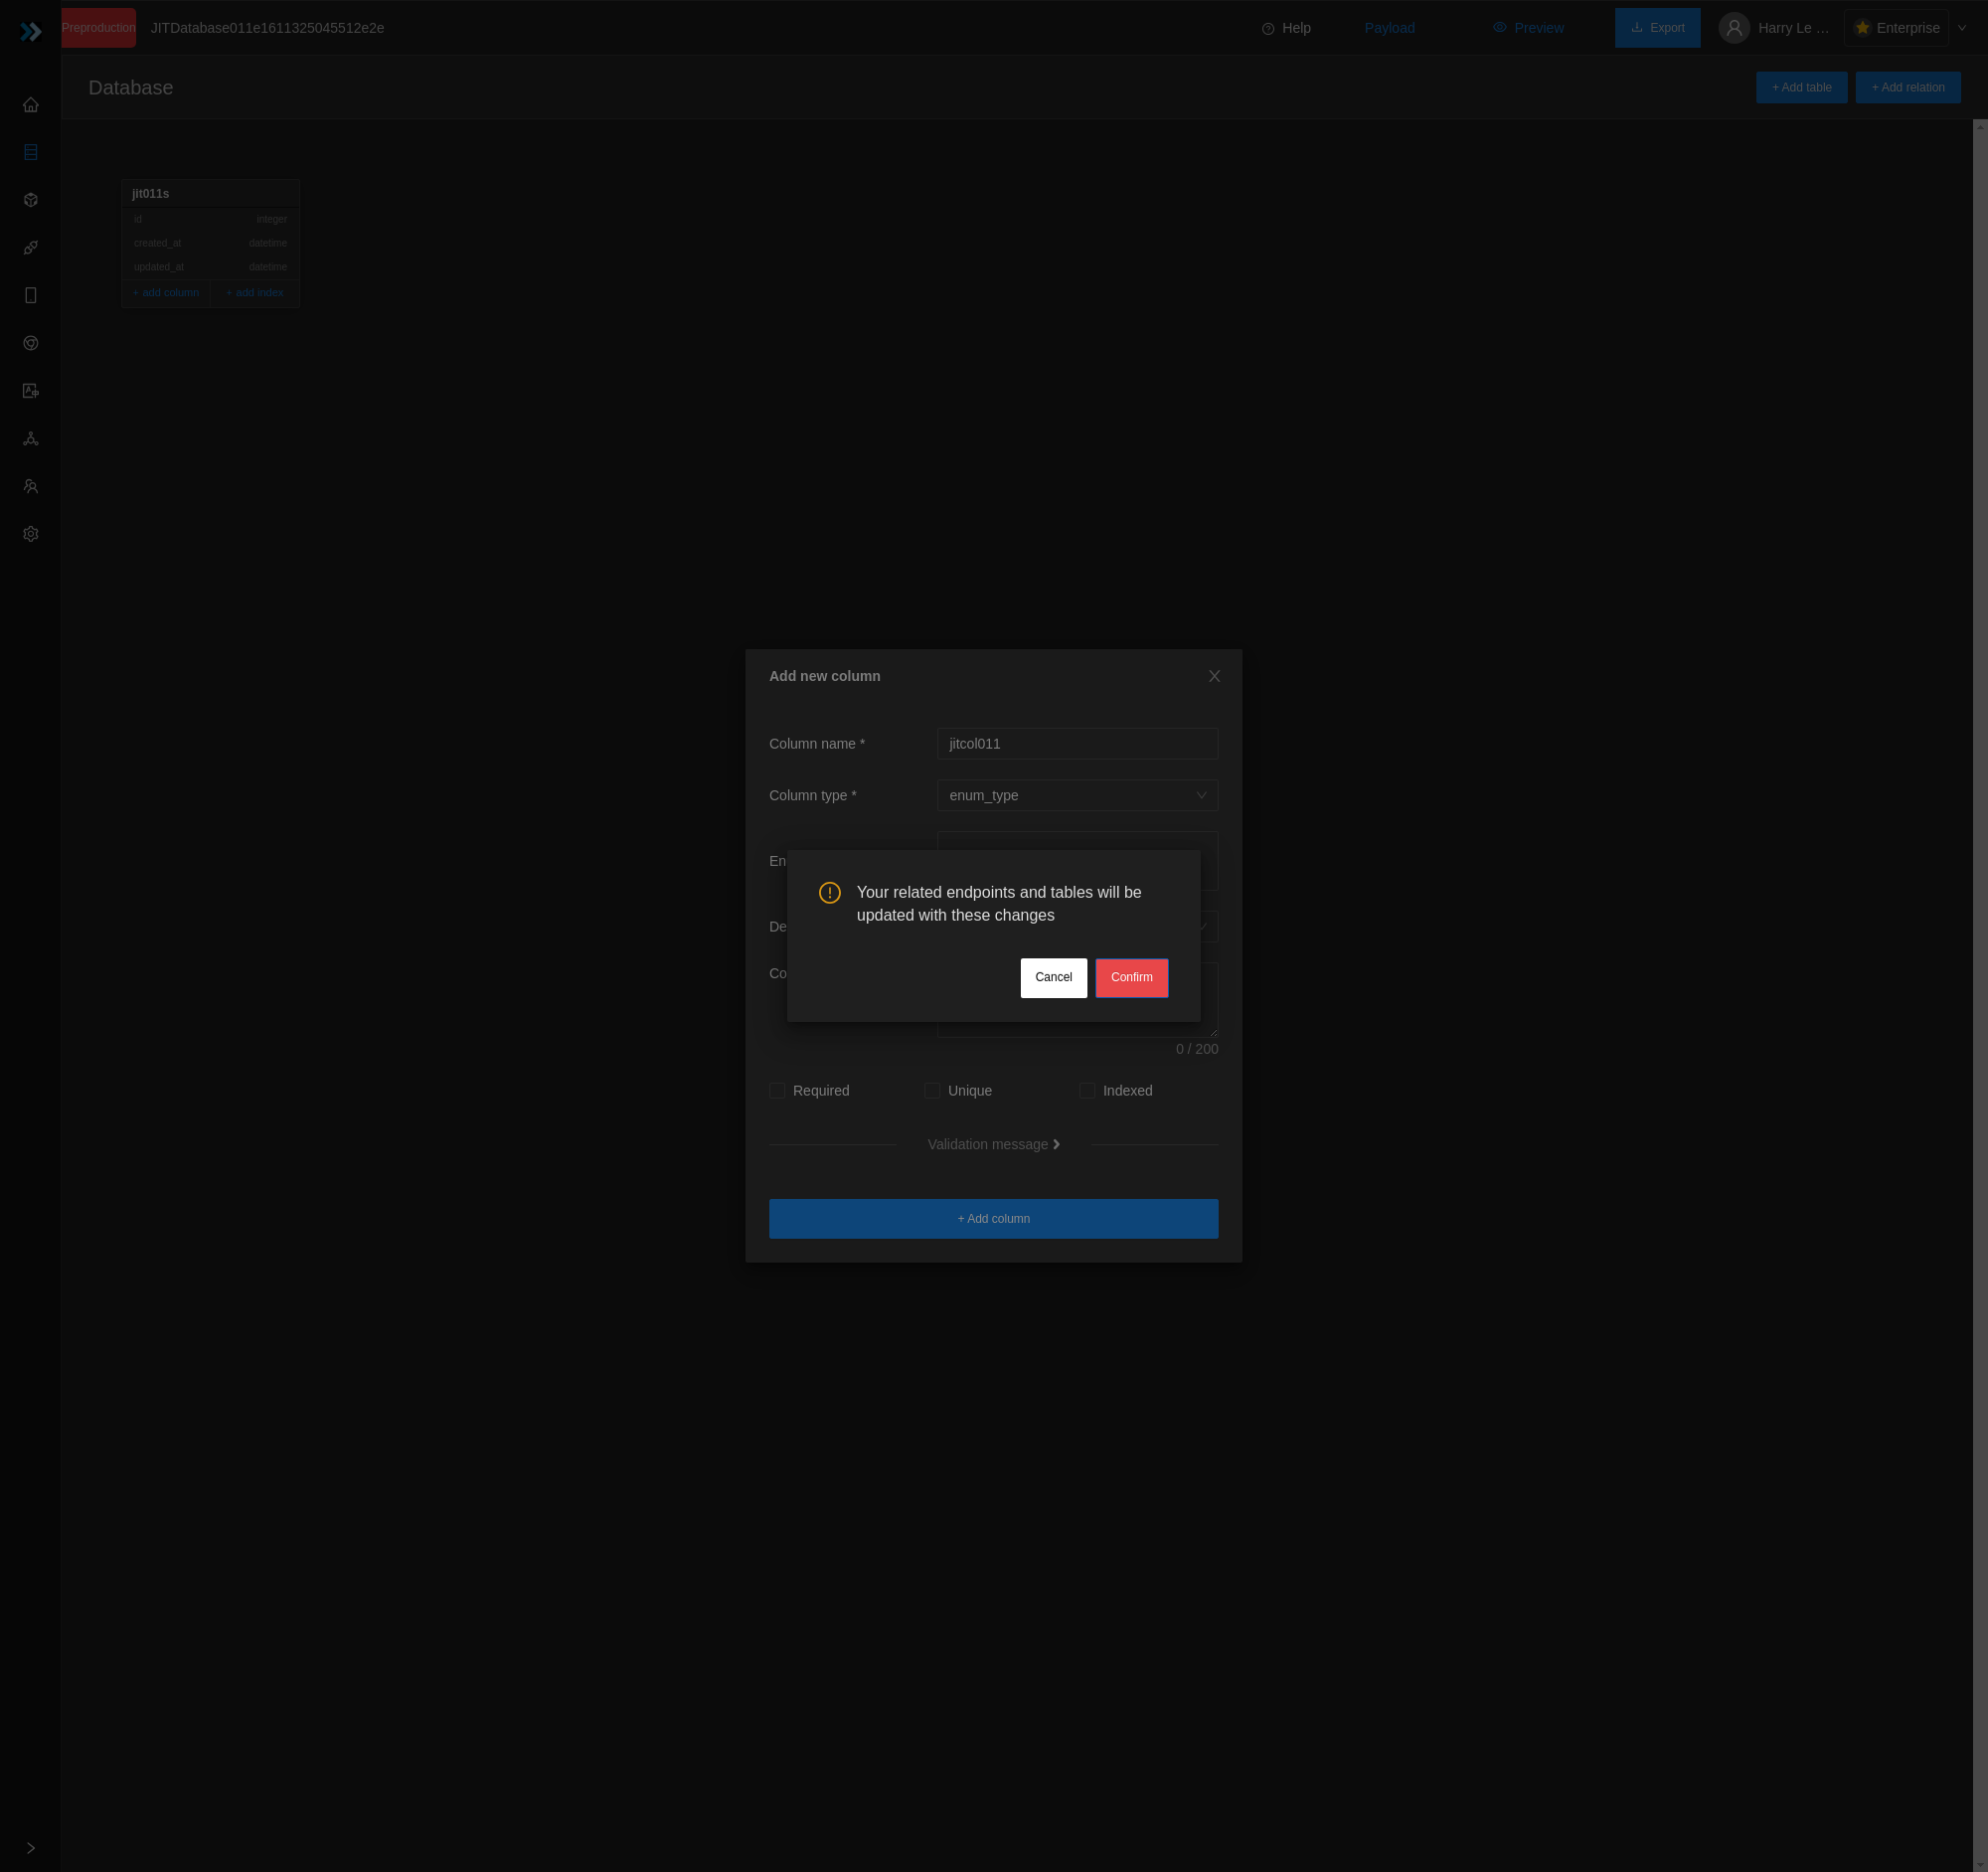 Preproduction JITDatabase011e1611325045512e2e Help Payload Preview Export Harry Le ... Enterprise
Database + Add table + Add relation
jit011s
id integer
created_at datetime
updated_at datetime
+ add column + add index
Add new column
Column name * jitcol011
Column type * enum_type
En
Your related endpoints and tables will be
updated with these changes
De
Co
Cancel Confirm
0 / 200
Required Unique Indexed
Validation message
+ Add column